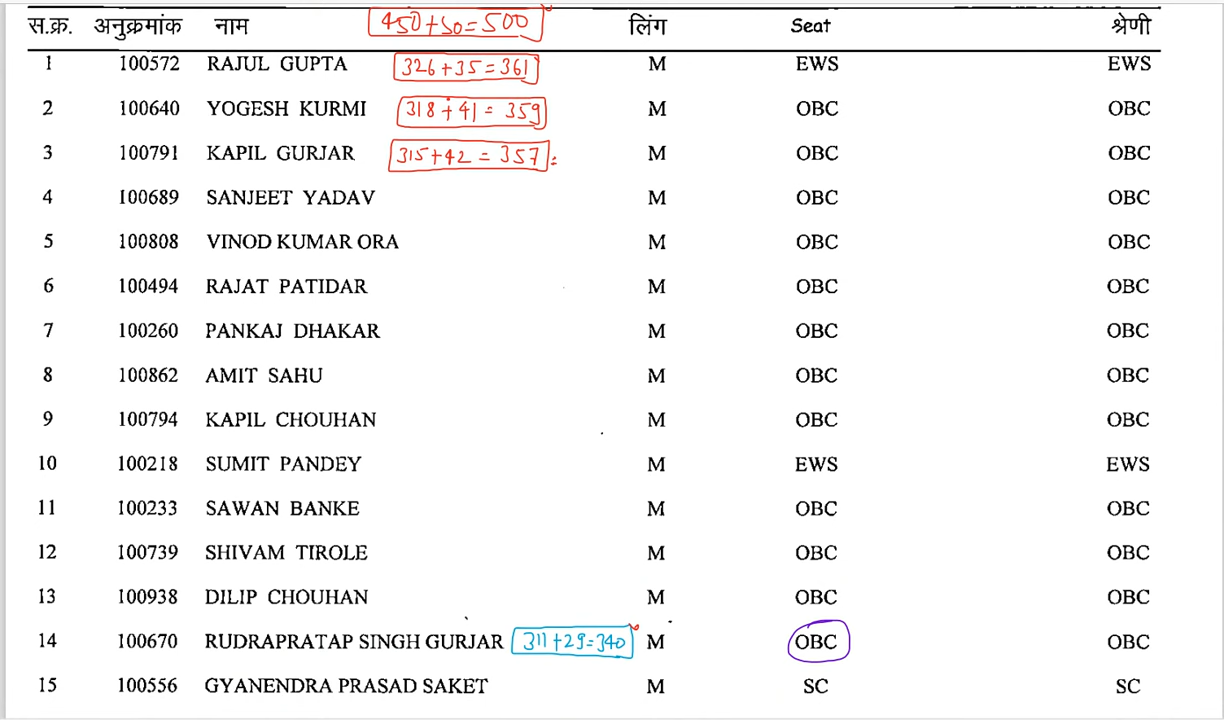 स.क्र. अनुक्रमांक नाम 450+50=500 लिंग Seat श्रेणी
1 100572 RAJUL GUPTA 326+35=361 M EWS EWS
2 100640 YOGESH KURMI 318+41=359 M OBC OBC
3 100791 KAPIL GURJAR 315+42=357 M OBC OBC
4 100689 SANJEET YADAV M OBC OBC
5 100808 VINOD KUMAR ORA M OBC OBC
6 100494 RAJAT PATIDAR M OBC OBC
7 100260 PANKAJ DHAKAR M OBC OBC
8 100862 AMIT SAHU M OBC OBC
9 100794 KAPIL CHOUHAN M OBC OBC
10 100218 SUMIT PANDEY M EWS EWS
11 100233 SAWAN BANKE M OBC OBC
12 100739 SHIVAM TIROLE M OBC OBC
13 100938 DILIP CHOUHAN M OBC OBC
14 100670 RUDRAPRATAP SINGH GURJAR 311+29=340 M OBC OBC
15 100556 GYANENDRA PRASAD SAKET M SC SC